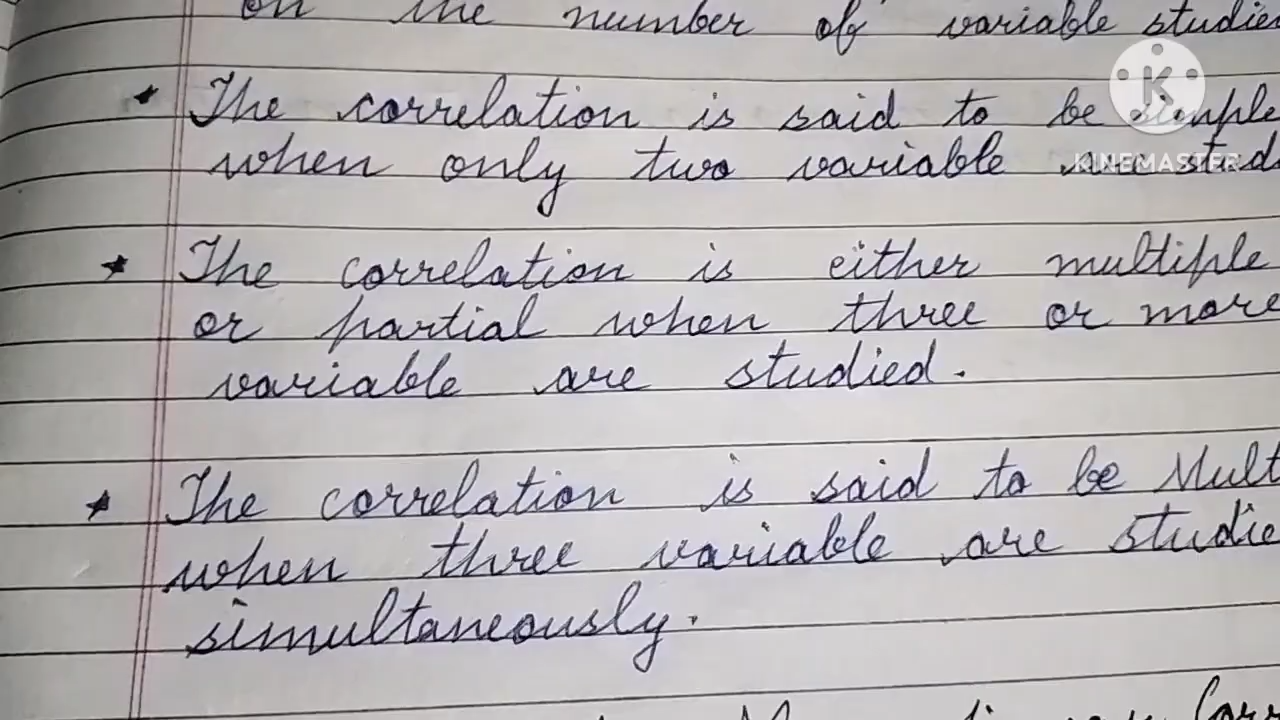 on the number of variable studied
* The correlation is said to be simple
when only two variable are stud
* The correlation is either multiple
or partial when three or more
variable are studied.
* The correlation is said to be Mult
when three variable are studie
simultaneously.
K
KINEMASTER